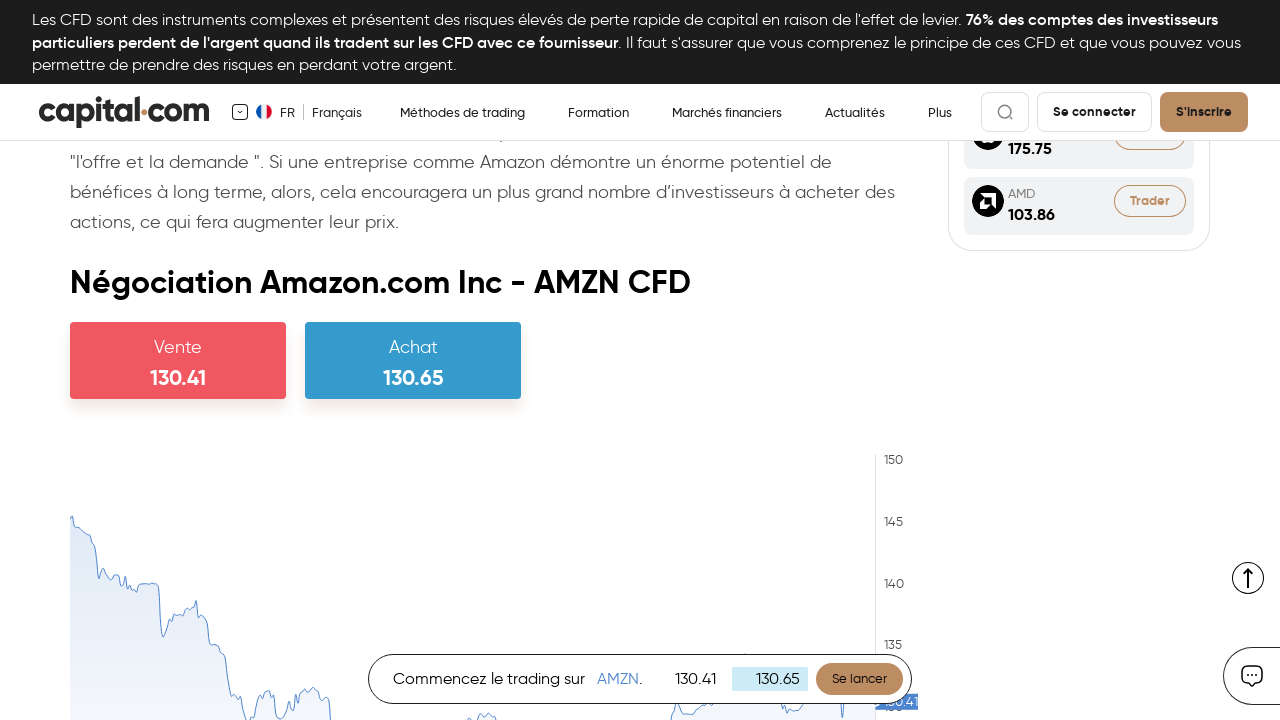 Les CFD sont des instruments complexes et présentent des risques élevés de perte rapide de capital en raison de l'effet de levier. 76% des comptes des investisseurs
particuliers perdent de l'argent quand ils tradent sur les CFD avec ce fournisseur. Il faut s'assurer que vous comprenez le principe de ces CFD et que vous pouvez vous
permettre de prendre des risques en perdant votre argent.
capital.com
FR Français
Méthodes de trading
Formation
Marchés financiers
Actualités
Plus
Se connecter
S'inscrire
"l'offre et la demande ". Si une entreprise comme Amazon démontre un énorme potentiel de
bénéfices à long terme, alors, cela encouragera un plus grand nombre d’investisseurs à acheter des
actions, ce qui fera augmenter leur prix.
175.75
AMD
103.86
Trader
Négociation Amazon.com Inc - AMZN CFD
Vente
130.41
Achat
130.65
150
145
140
135
130.41
Commencez le trading sur AMZN. 130.41 130.65 Se lancer